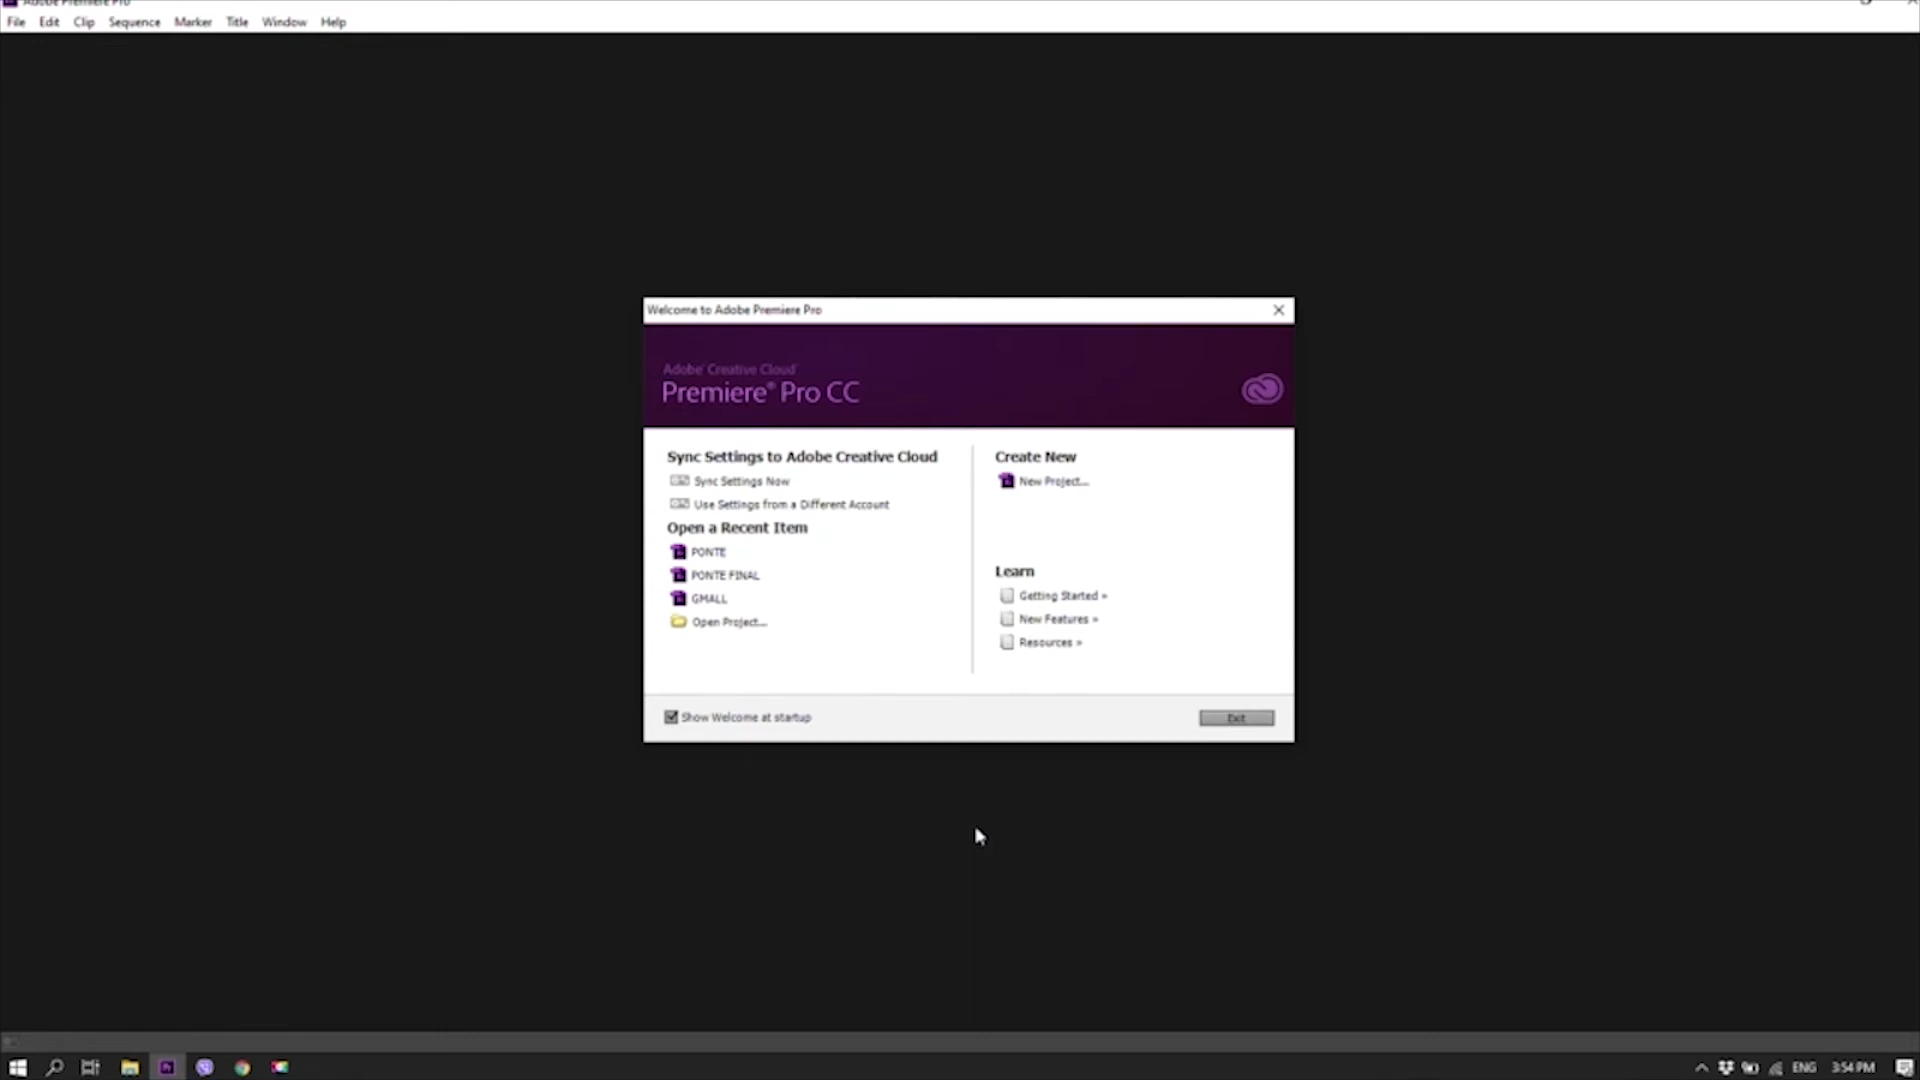 Adobe Premiere Pro
File Edit Clip Sequence Marker Title Window Help
Welcome to Adobe Premiere Pro
Adobe® Creative Cloud®
Premiere® Pro CC
Sync Settings to Adobe Creative Cloud
Sync Settings Now
Use Settings from a Different Account
Open a Recent Item
PONTE
PONTE FINAL
GMALL
Open Project...
Create New
New Project...
Learn
Getting Started »
New Features »
Resources »
Show Welcome at startup
Exit
ENG 3:54 PM